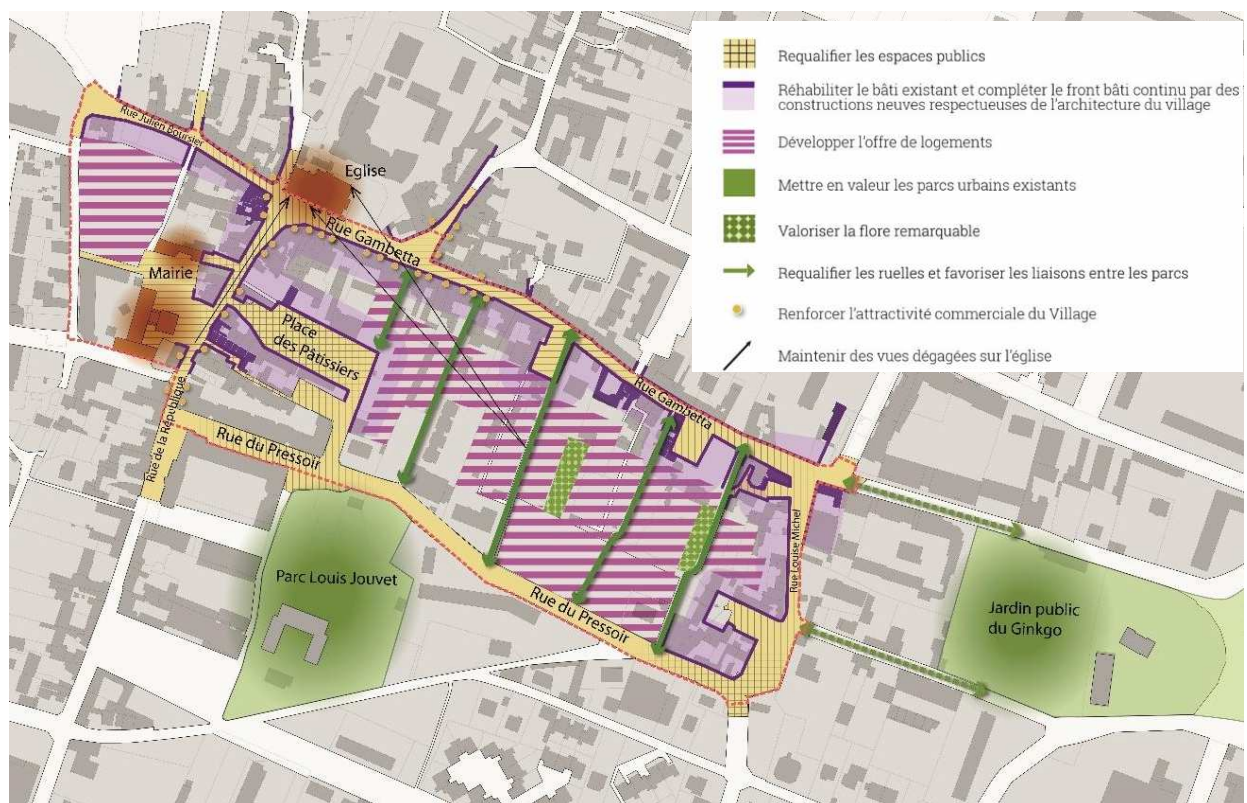 Requalifier les espaces publics
Réhabiliter le bâti existant et compléter le front bâti continu par des
constructions neuves respectueuses de l'architecture du village
Développer l'offre de logements
Mettre en valeur les parcs urbains existants
Valoriser la flore remarquable
Requalifier les ruelles et favoriser les liaisons entre les parcs
Renforcer l'attractivité commerciale du Village
Maintenir des vues dégagées sur l'église
Rue Julien Poursier
Eglise
Rue Gambetta
Mairie
Place
des Pâtissiers
Rue Gambetta
Rue de la République
Rue du Pressoir
Rue Louise Michel
Parc Louis Jouvet
Rue du Pressoir
Jardin public
du Ginkgo